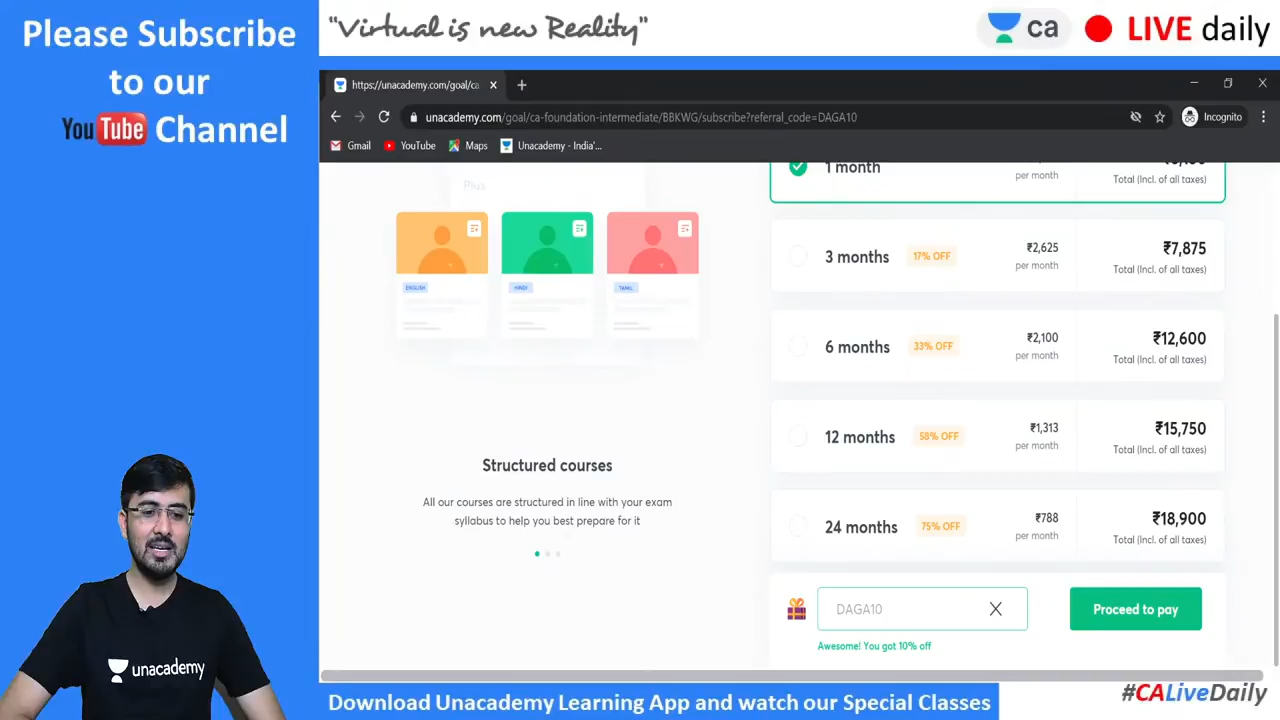 Please Subscribe
to our
YouTube Channel
"Virtual is new Reality"
ca LIVE daily
https://unacademy.com/goal/ca
unacademy.com/goal/ca-foundation-intermediate/BBKWG/subscribe?referral_code=DAGA10
Incognito
Gmail YouTube Maps Unacademy - India'...
Plus
1 month
per month
Total (Incl. of all taxes)
3 months 17% OFF ₹2,625 ₹7,875
per month Total (Incl. of all taxes)
ENGLISH HINDI TAMIL
6 months 33% OFF ₹2,100 ₹12,600
per month Total (Incl. of all taxes)
12 months 58% OFF ₹1,313 ₹15,750
per month Total (Incl. of all taxes)
Structured courses
All our courses are structured in line with your exam
syllabus to help you best prepare for it
24 months 75% OFF ₹788 ₹18,900
per month Total (Incl. of all taxes)
DAGA10
Proceed to pay
Awesome! You got 10% off
unacademy
Download Unacademy Learning App and watch our Special Classes
#CALiveDaily